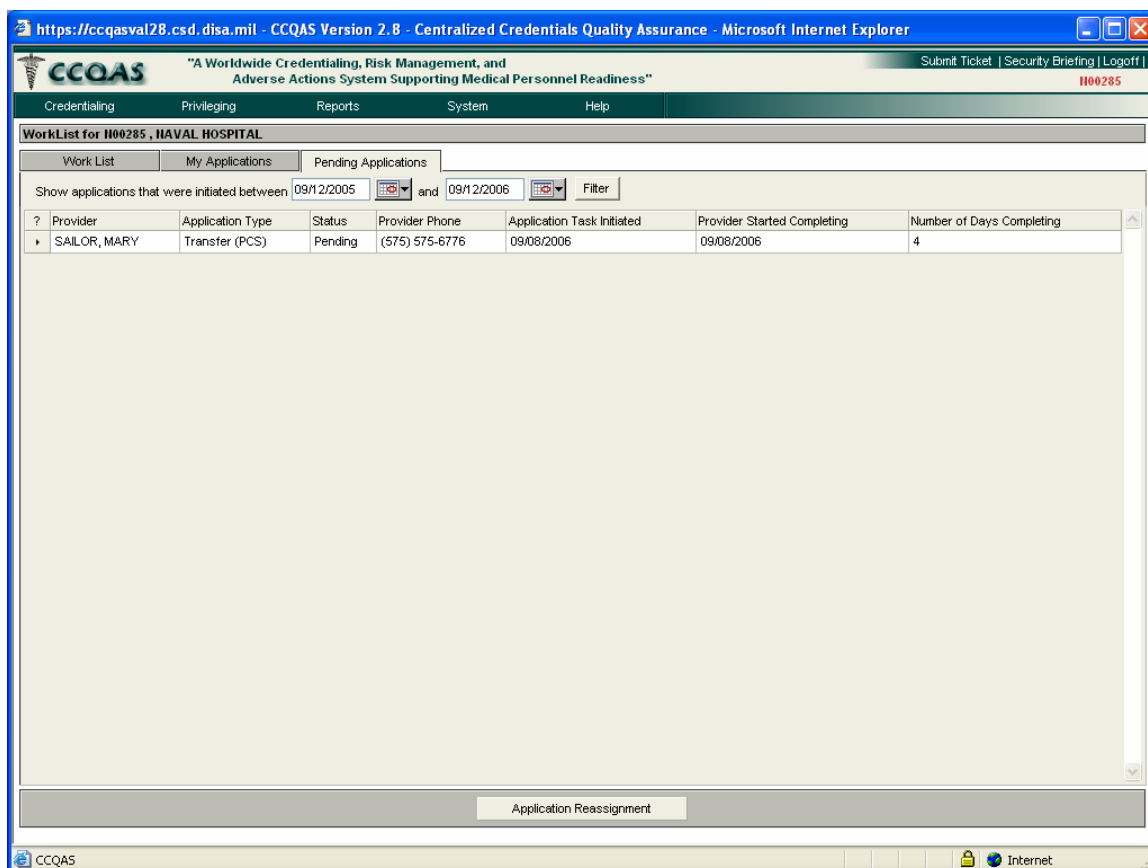 https://ccqasval28.csd.disa.mil - CCQAS Version 2.8 - Centralized Credentials Quality Assurance - Microsoft Internet Explorer
CCQAS
"A Worldwide Credentialing, Risk Management, and
Adverse Actions System Supporting Medical Personnel Readiness"
Submit Ticket | Security Briefing | Logoff |
N00285
Credentialing Privileging Reports System Help
WorkList for N00285 , NAVAL HOSPITAL
Work List My Applications Pending Applications
Show applications that were initiated between 09/12/2005 and 09/12/2006 Filter
? Provider Application Type Status Provider Phone Application Task Initiated Provider Started Completing Number of Days Completing
SAILOR, MARY Transfer (PCS) Pending (575) 575-6776 09/08/2006 09/08/2006 4
Application Reassignment
CCQAS Internet